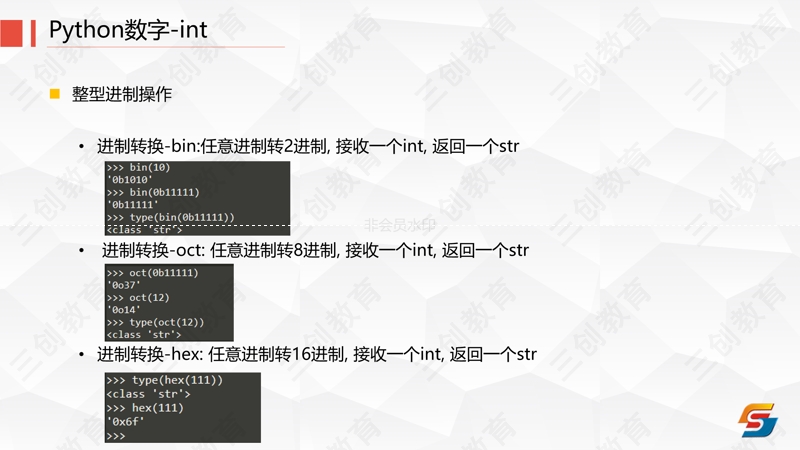 Python数字-int
整型进制操作
进制转换-bin:任意进制转2进制, 接收一个int, 返回一个str
>>> bin(10)
'0b1010'
>>> bin(0b11111)
'0b11111'
>>> type(bin(0b11111))
<class 'str'>
非会员水印
进制转换-oct: 任意进制转8进制, 接收一个int, 返回一个str
>>> oct(0b11111)
'0o37'
>>> oct(12)
'0o14'
>>> type(oct(12))
<class 'str'>
进制转换-hex: 任意进制转16进制, 接收一个int, 返回一个str
>>> type(hex(111))
<class 'str'>
>>> hex(111)
'0x6f'
>>>
三创教育